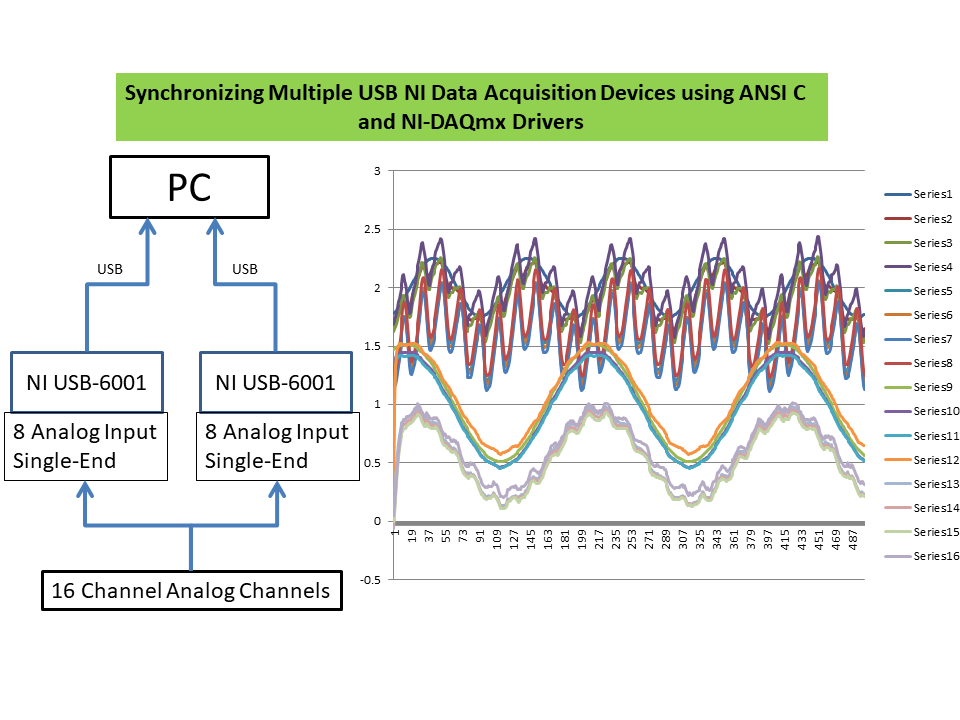 Synchronizing Multiple USB NI Data Acquisition Devices using ANSI C
and NI-DAQmx Drivers
PC
USB
USB
NI USB-6001
NI USB-6001
8 Analog Input
Single-End
8 Analog Input
Single-End
16 Channel Analog Channels
3
2.5
2
1.5
1
0.5
0
-0.5
1
19
37
55
73
91
109
127
145
163
181
199
217
235
253
271
289
307
325
343
361
379
397
415
433
451
469
487
Series1
Series2
Series3
Series4
Series5
Series6
Series7
Series8
Series9
Series10
Series11
Series12
Series13
Series14
Series15
Series16